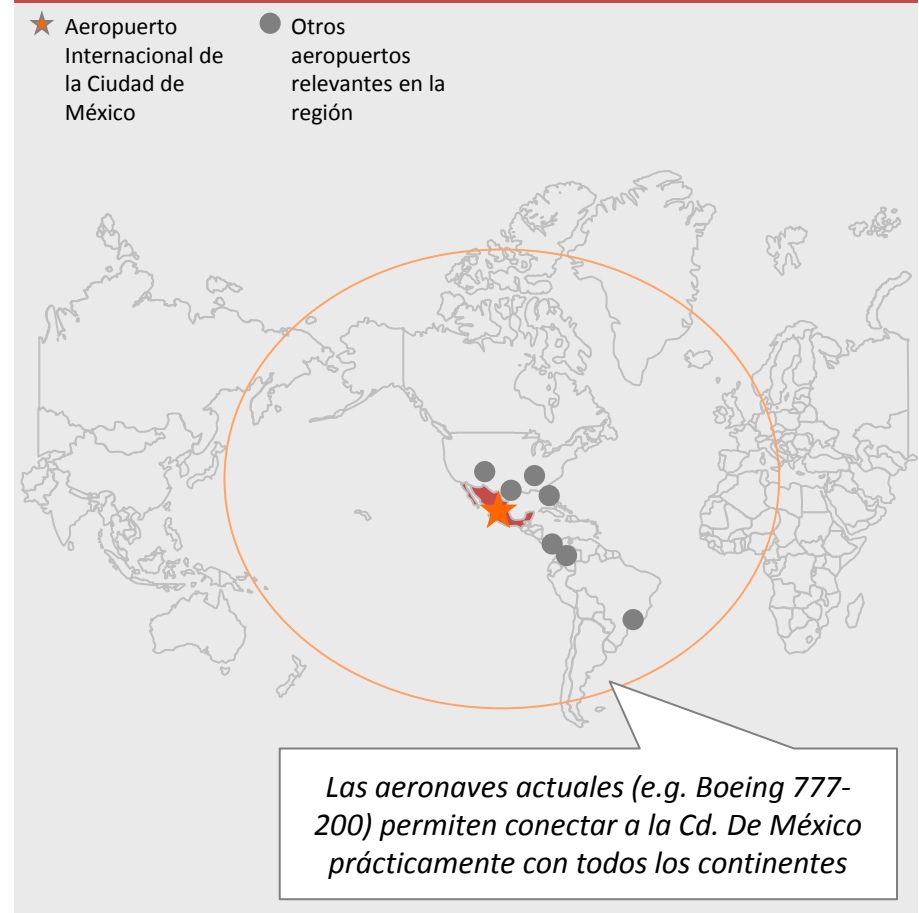 Aeropuerto
Internacional de
la Ciudad de
México
Otros
aeropuertos
relevantes en la
región
Las aeronaves actuales (e.g. Boeing 777-
200) permiten conectar a la Cd. De México
prácticamente con todos los continentes